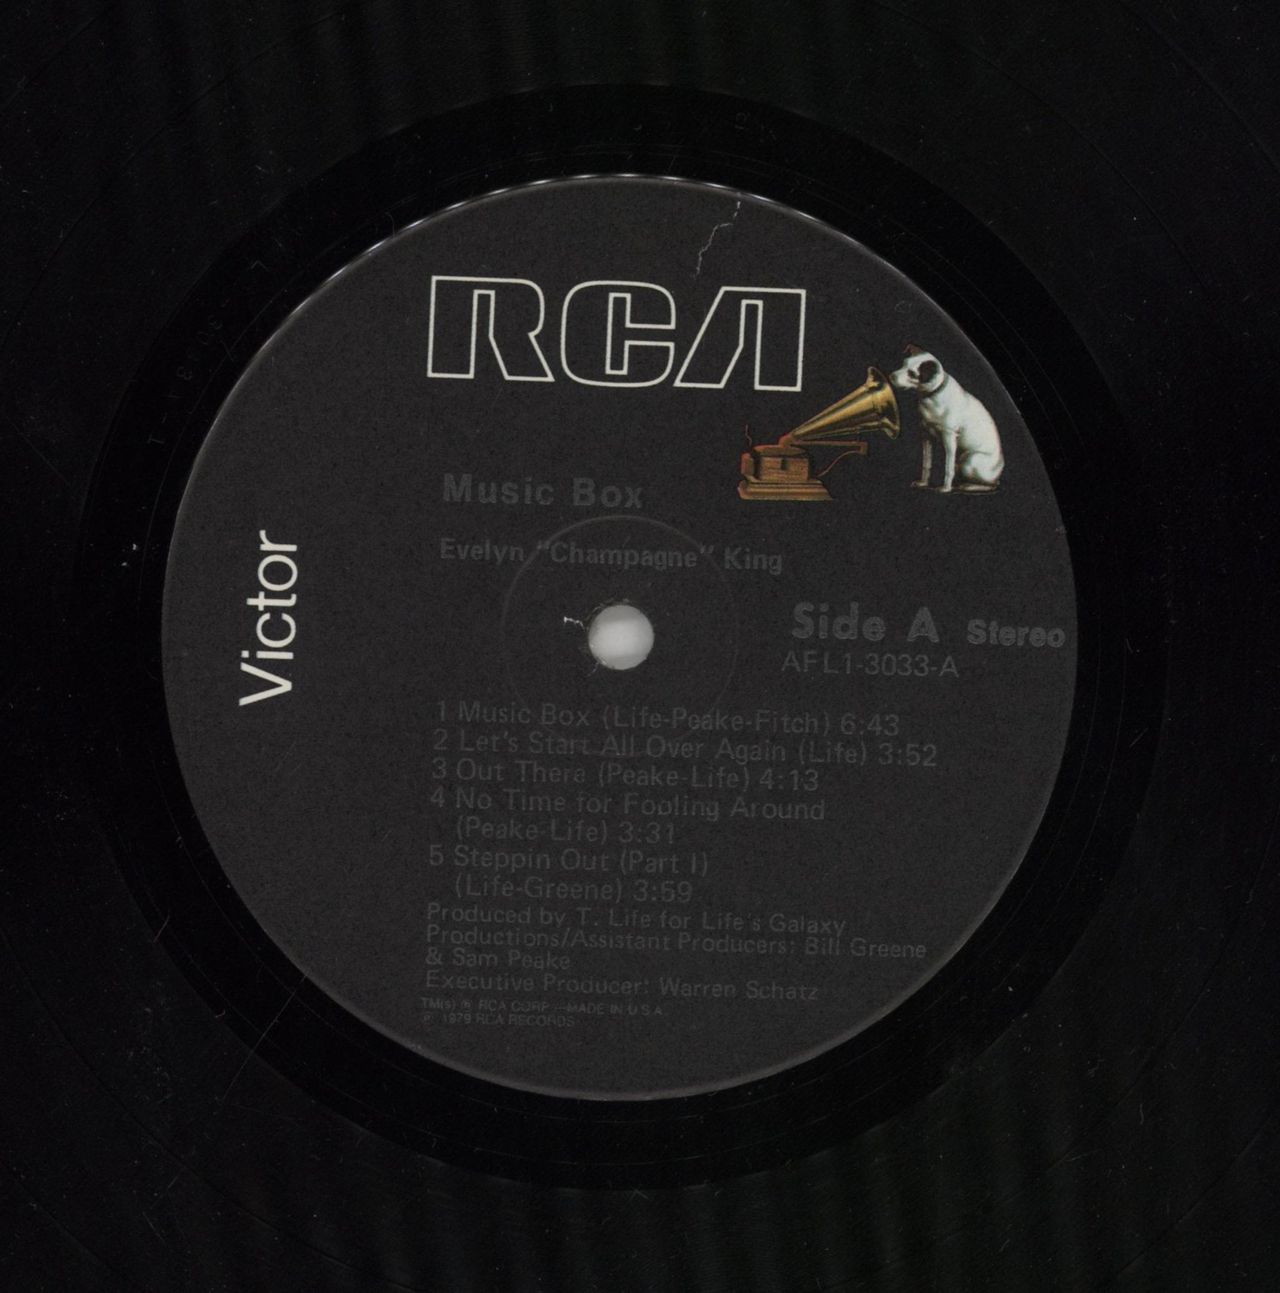 RCA
Victor
Music Box
Evelyn "Champagne" King
Side A Stereo
AFL1-3033-A
1 Music Box (Life-Peake-Fitch) 6:43
2 Let's Start All Over Again (Life) 3:52
3 Out There (Peake-Life) 4:13
4 No Time for Fooling Around
(Peake-Life) 3:31
5 Steppin Out (Part I)
(Life-Greene) 3:59
Produced by T. Life for Life's Galaxy
Productions/Assistant Producers: Bill Greene
& Sam Peake
Executive Producer: Warren Schatz
TM(s) ® RCA CORP.—MADE IN U.S.A.
℗ 1979 RCA RECORDS